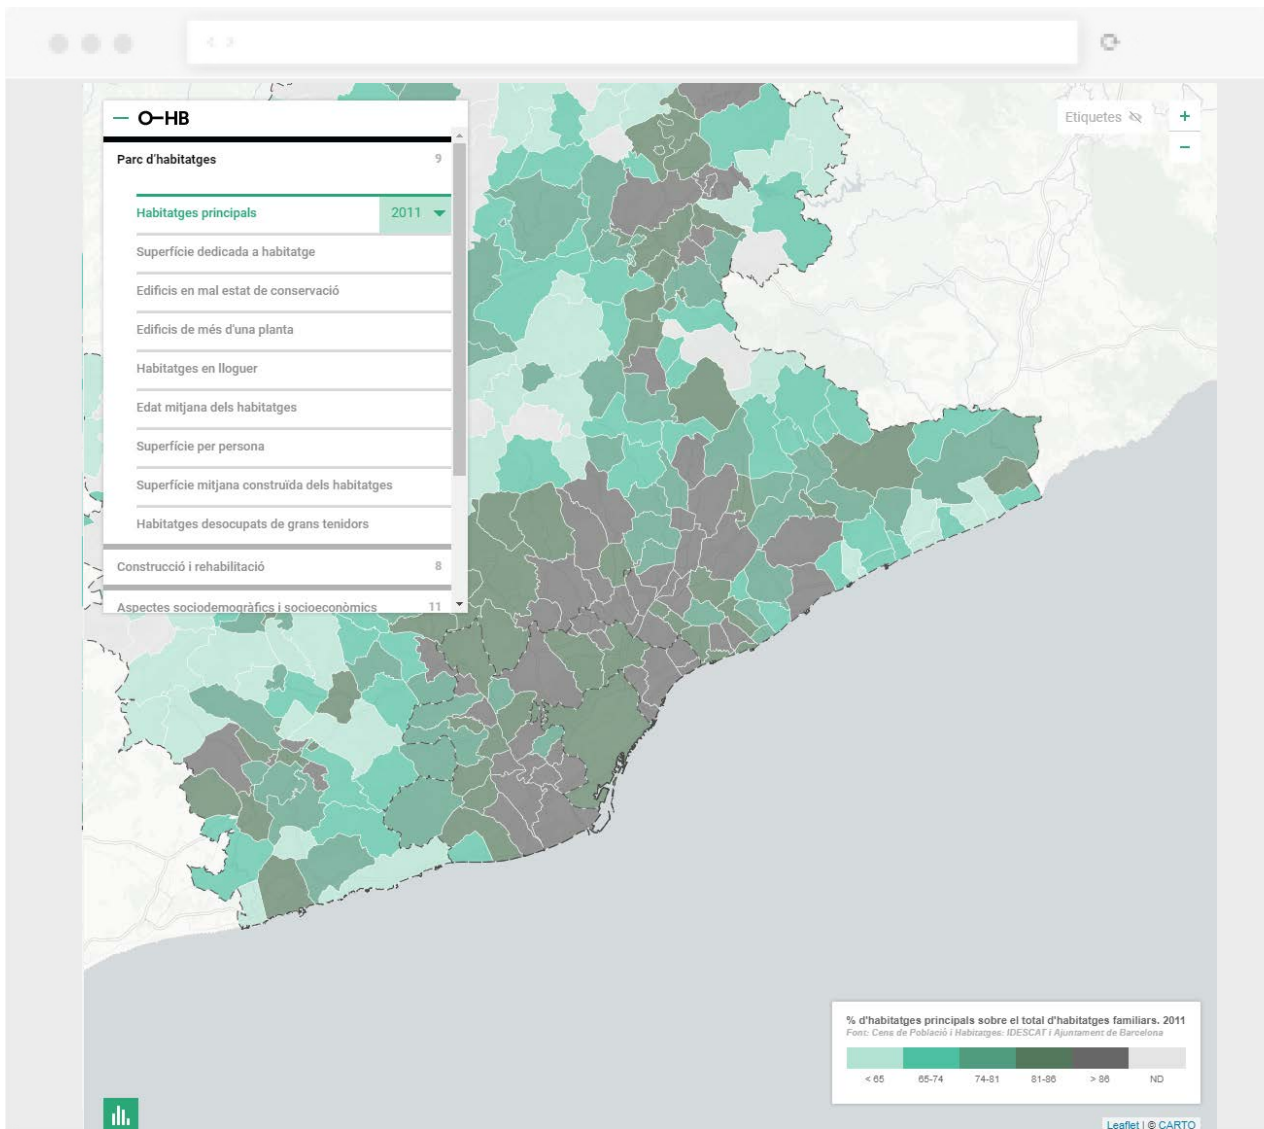 O–HB
Etiquetes
+
−
Parc d'habitatges 9
Habitatges principals 2011
Superfície dedicada a habitatge
Edificis en mal estat de conservació
Edificis de més d'una planta
Habitatges en lloguer
Edat mitjana dels habitatges
Superfície per persona
Superfície mitjana construïda dels habitatges
Habitatges desocupats de grans tenidors
Construcció i rehabilitació 8
Aspectes sociodemogràfics i socioeconòmics 11
% d'habitatges principals sobre el total d'habitatges familiars. 2011
Font: Cens de Població i Habitatges: IDESCAT i Ajuntament de Barcelona
< 65 65-74 74-81 81-86 > 86 ND
Leaflet | © CARTO